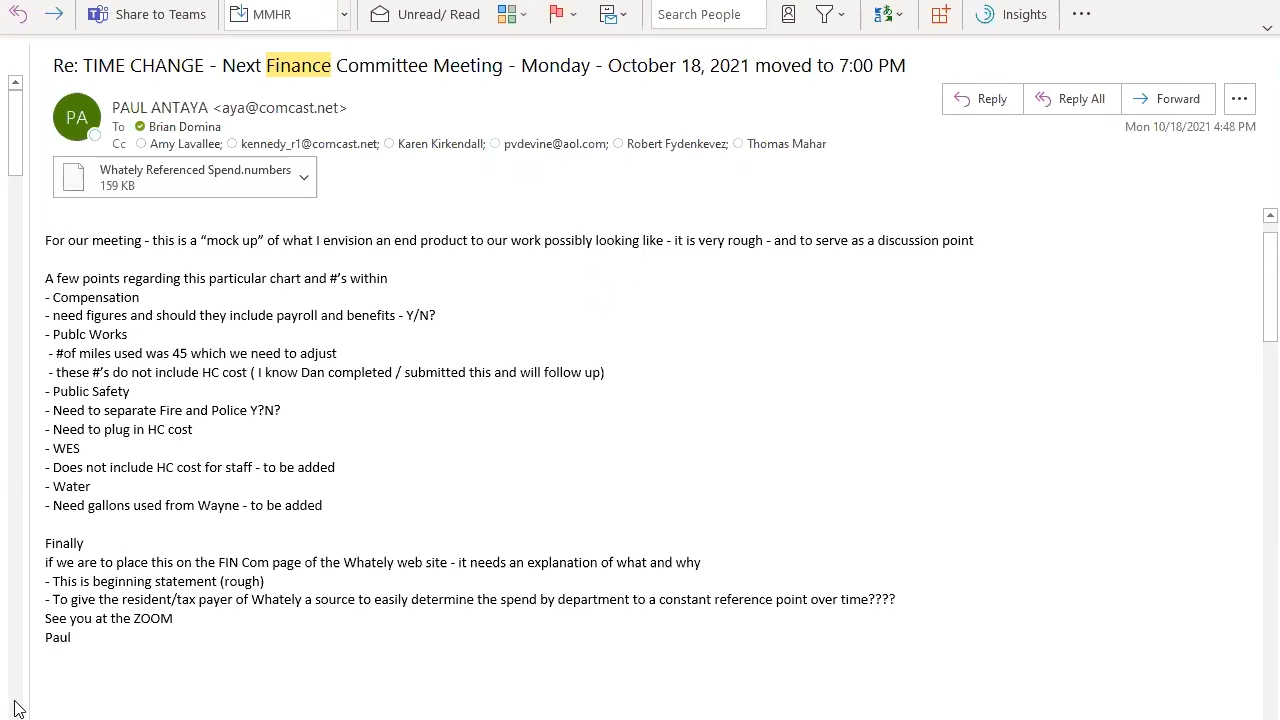 Share to Teams
MMHR
Unread/ Read
Search People
Insights
Re: TIME CHANGE - Next Finance Committee Meeting - Monday - October 18, 2021 moved to 7:00 PM
PA
PAUL ANTAYA <aya@comcast.net>
Reply
Reply All
Forward
To Brian Domina
Mon 10/18/2021 4:48 PM
Cc Amy Lavallee; kennedy_r1@comcast.net; Karen Kirkendall; pvdevine@aol.com; Robert Fydenkevez; Thomas Mahar
Whately Referenced Spend.numbers
159 KB
For our meeting - this is a “mock up” of what I envision an end product to our work possibly looking like - it is very rough - and to serve as a discussion point
A few points regarding this particular chart and #’s within
- Compensation
- need figures and should they include payroll and benefits - Y/N?
- Publc Works
- #of miles used was 45 which we need to adjust
- these #’s do not include HC cost ( I know Dan completed / submitted this and will follow up)
- Public Safety
- Need to separate Fire and Police Y?N?
- Need to plug in HC cost
- WES
- Does not include HC cost for staff - to be added
- Water
- Need gallons used from Wayne - to be added
Finally
if we are to place this on the FIN Com page of the Whately web site - it needs an explanation of what and why
- This is beginning statement (rough)
- To give the resident/tax payer of Whately a source to easily determine the spend by department to a constant reference point over time????
See you at the ZOOM
Paul